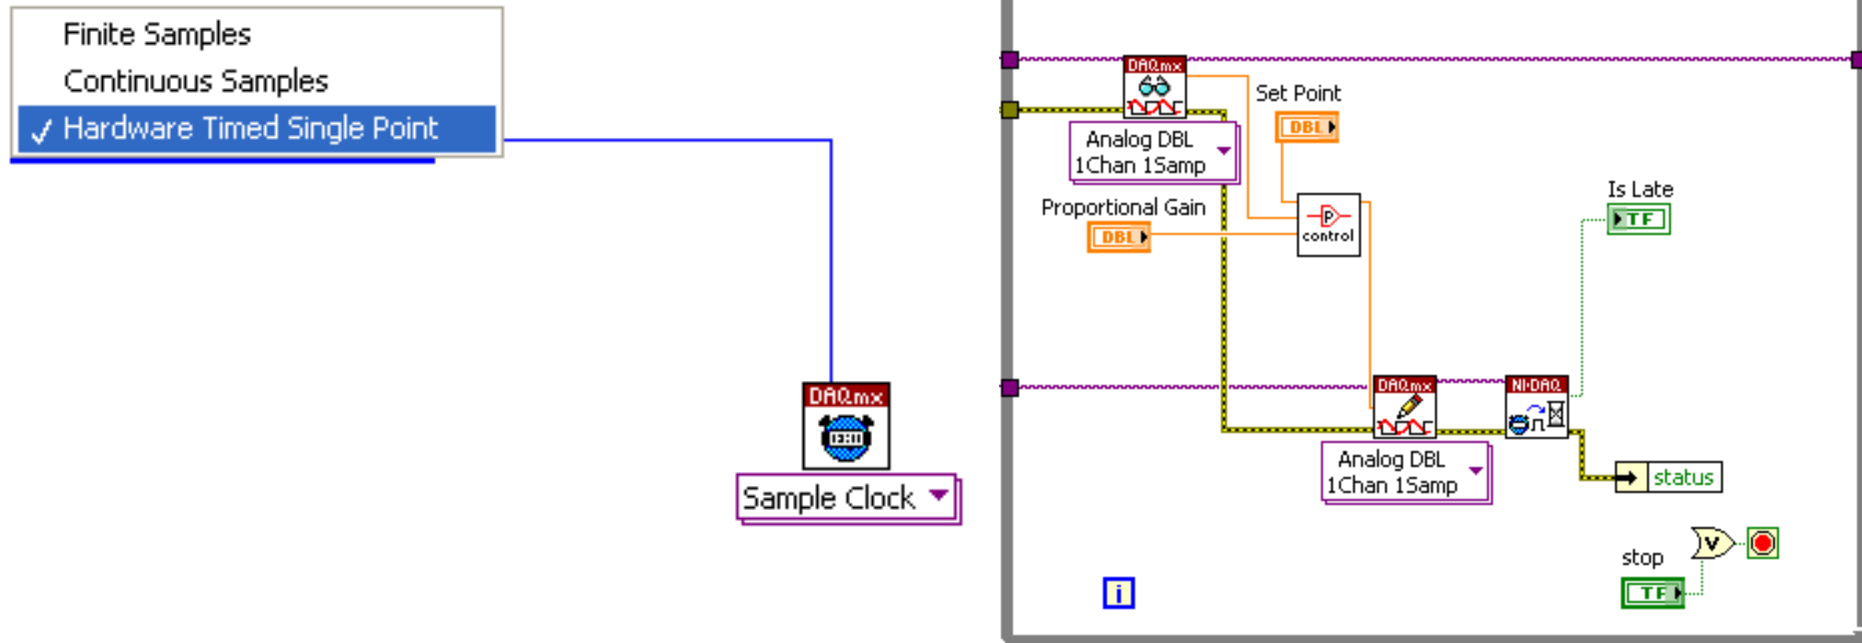 Finite Samples
Continuous Samples
Hardware Timed Single Point
DAQmx
Sample Clock
DAQmx
Analog DBL
1Chan 1Samp
Set Point
DBL
Proportional Gain
DBL
P
control
Is Late
TF
DAQmx
NI-DAQ
Analog DBL
1Chan 1Samp
status
V
stop
TF
i